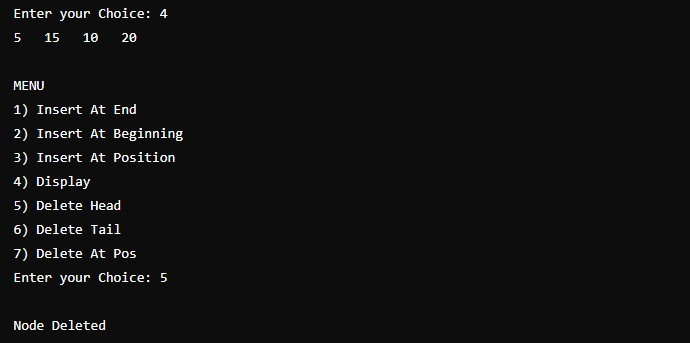 Enter your Choice: 4
5   15   10   20
MENU
1) Insert At End
2) Insert At Beginning
3) Insert At Position
4) Display
5) Delete Head
6) Delete Tail
7) Delete At Pos
Enter your Choice: 5
Node Deleted